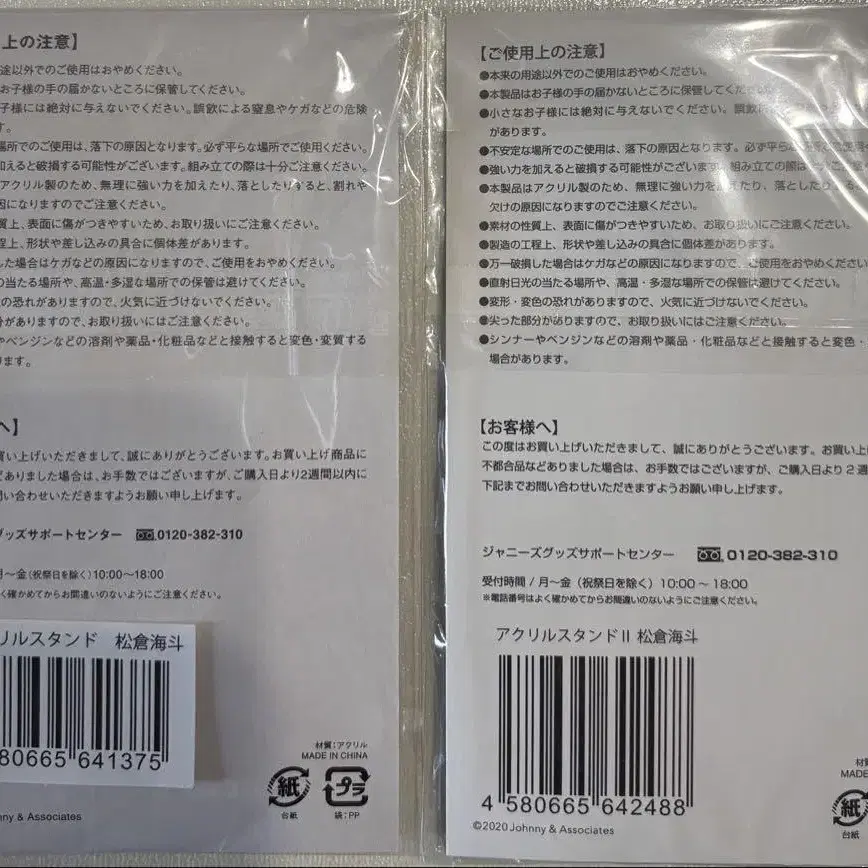 上の注意】
途以外でのご使用はおやめください。
お子様の手の届かないところに保管してください。
子様には絶対に与えないでください。誤飲による窒息やケガなどの危険
す。
場所でのご使用は、落下の原因となります。必ず平らな場所でご使用ください。
加えると破損する可能性がございます。組み立ての際は十分ご注意ください。
アクリル製のため、無理に強い力を加えたり、落としたりすると、割れや
因になりますのでご注意ください。
質上、表面に傷がつきやすいため、お取り扱いにご注意ください。
工程上、形状や差し込みの具合に個体差があります。
した場合はケガなどの原因になりますので、ご使用をおやめください。
の当たる場所や、高温・多湿な場所での保管は避けてください。
の恐れがありますので、火気に近づけないでください。
分がありますので、お取り扱いにはご注意ください。
やベンジンなどの溶剤や薬品・化粧品などと接触すると変色・変質する
ます。
へ】
買い上げいただきまして、誠にありがとうございます。お買い上げ商品に
どありました場合は、お手数ではございますが、ご購入日より2週間以内に
問い合わせいただきますようお願い申し上げます。
グッズサポートセンター 0120-382-310
月〜金(祝祭日を除く)10:00〜18:00
く確かめてからお間違いのないようにご注意ください。
リルスタンド 松倉海斗
80665 641375
材質:アクリル
MADE IN CHINA
紙
台紙
プラ
袋:PP
nny & Associates
【ご使用上の注意】
●本来の用途以外でのご使用はおやめください。
●本製品はお子様の手の届かないところに保管してくだ
●小さなお子様には絶対に与えないでください。誤飲
があります。
●不安定な場所でのご使用は、落下の原因となります。必ず平らな
●強い力を加えると破損する可能性がございます。組み立ての際は
●本製品はアクリル製のため、無理に強い力を加えたり、落としたり
欠けの原因になりますのでご注意ください。
●素材の性質上、表面に傷がつきやすいため、お取り扱いにご注意ください。
●製造の工程上、形状や差し込みの具合に個体差があります。
●万一破損した場合はケガなどの原因になりますので、ご使用をおやめください
●直射日光の当たる場所や、高温・多湿な場所での保管は避けてください。
●変形・変色の恐れがありますので、火気に近づけないでください。
●尖った部分がありますので、お取り扱いにはご注意ください。
●シンナーやベンジンなどの溶剤や薬品・化粧品などと接触すると変色・
場合があります。
【お客様へ】
この度はお買い上げいただきまして、誠にありがとうございます。お買い上
不都合品などありました場合は、お手数ではございますが、ご購入日より2週
下記までお問い合わせいただきますようお願い申し上げます。
ジャニーズグッズサポートセンター 0120-382-310
受付時間/月〜金(祝祭日を除く)10:00〜18:00
※電話番号はよく確かめてからお間違いのないようにご注意ください。
アクリルスタンドII 松倉海斗
4 580665 642488
©2020 Johnny & Associates
材
MADE
紙
台紙